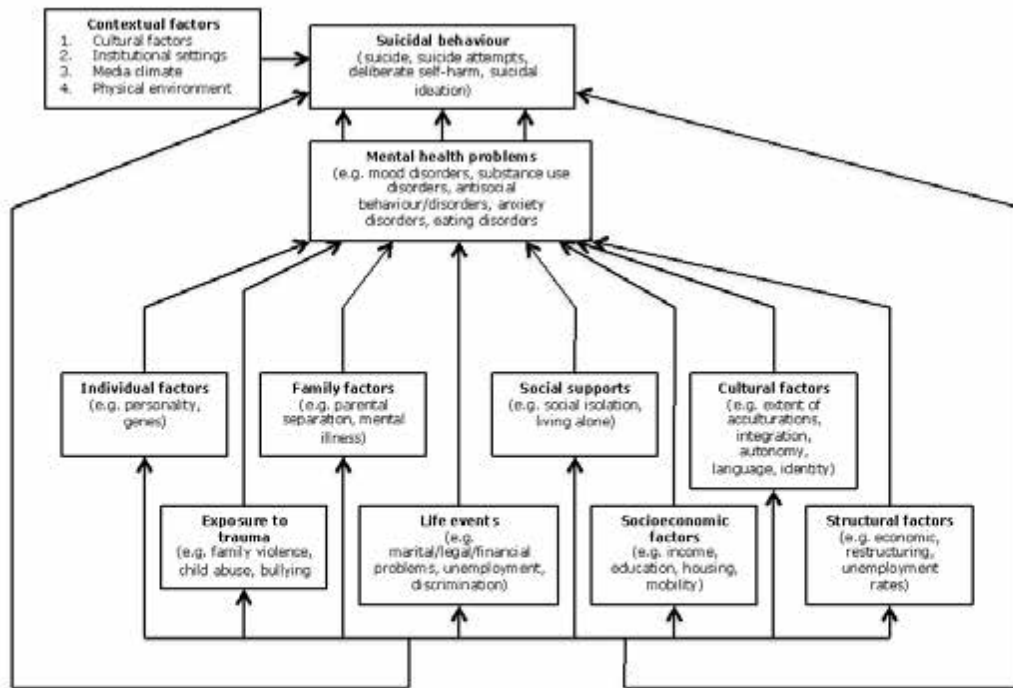 Contextual factors
1. Cultural factors
2. Institutional settings
3. Media climate
4. Physical environment
Suicidal behaviour
(suicide, suicide attempts,
deliberate self-harm, suicidal
ideation)
Mental health problems
(e.g. mood disorders, substance use
disorders, antisocial
behaviour/disorders, anxiety
disorders, eating disorders
Individual factors
(e.g. personality,
genes)
Family factors
(e.g. parental
separation, mental
illness)
Social supports
(e.g. social isolation,
living alone)
Cultural factors
(e.g. extent of
acculturations,
integration,
autonomy,
language, identity)
Exposure to
trauma
(e.g. family violence,
child abuse, bullying
Life events
(e.g.
marital/legal/financial
problems, unemployment,
discrimination)
Socioeconomic
factors
(e.g. income,
education, housing,
mobility)
Structural factors
(e.g. economic,
restructuring,
unemployment
rates)